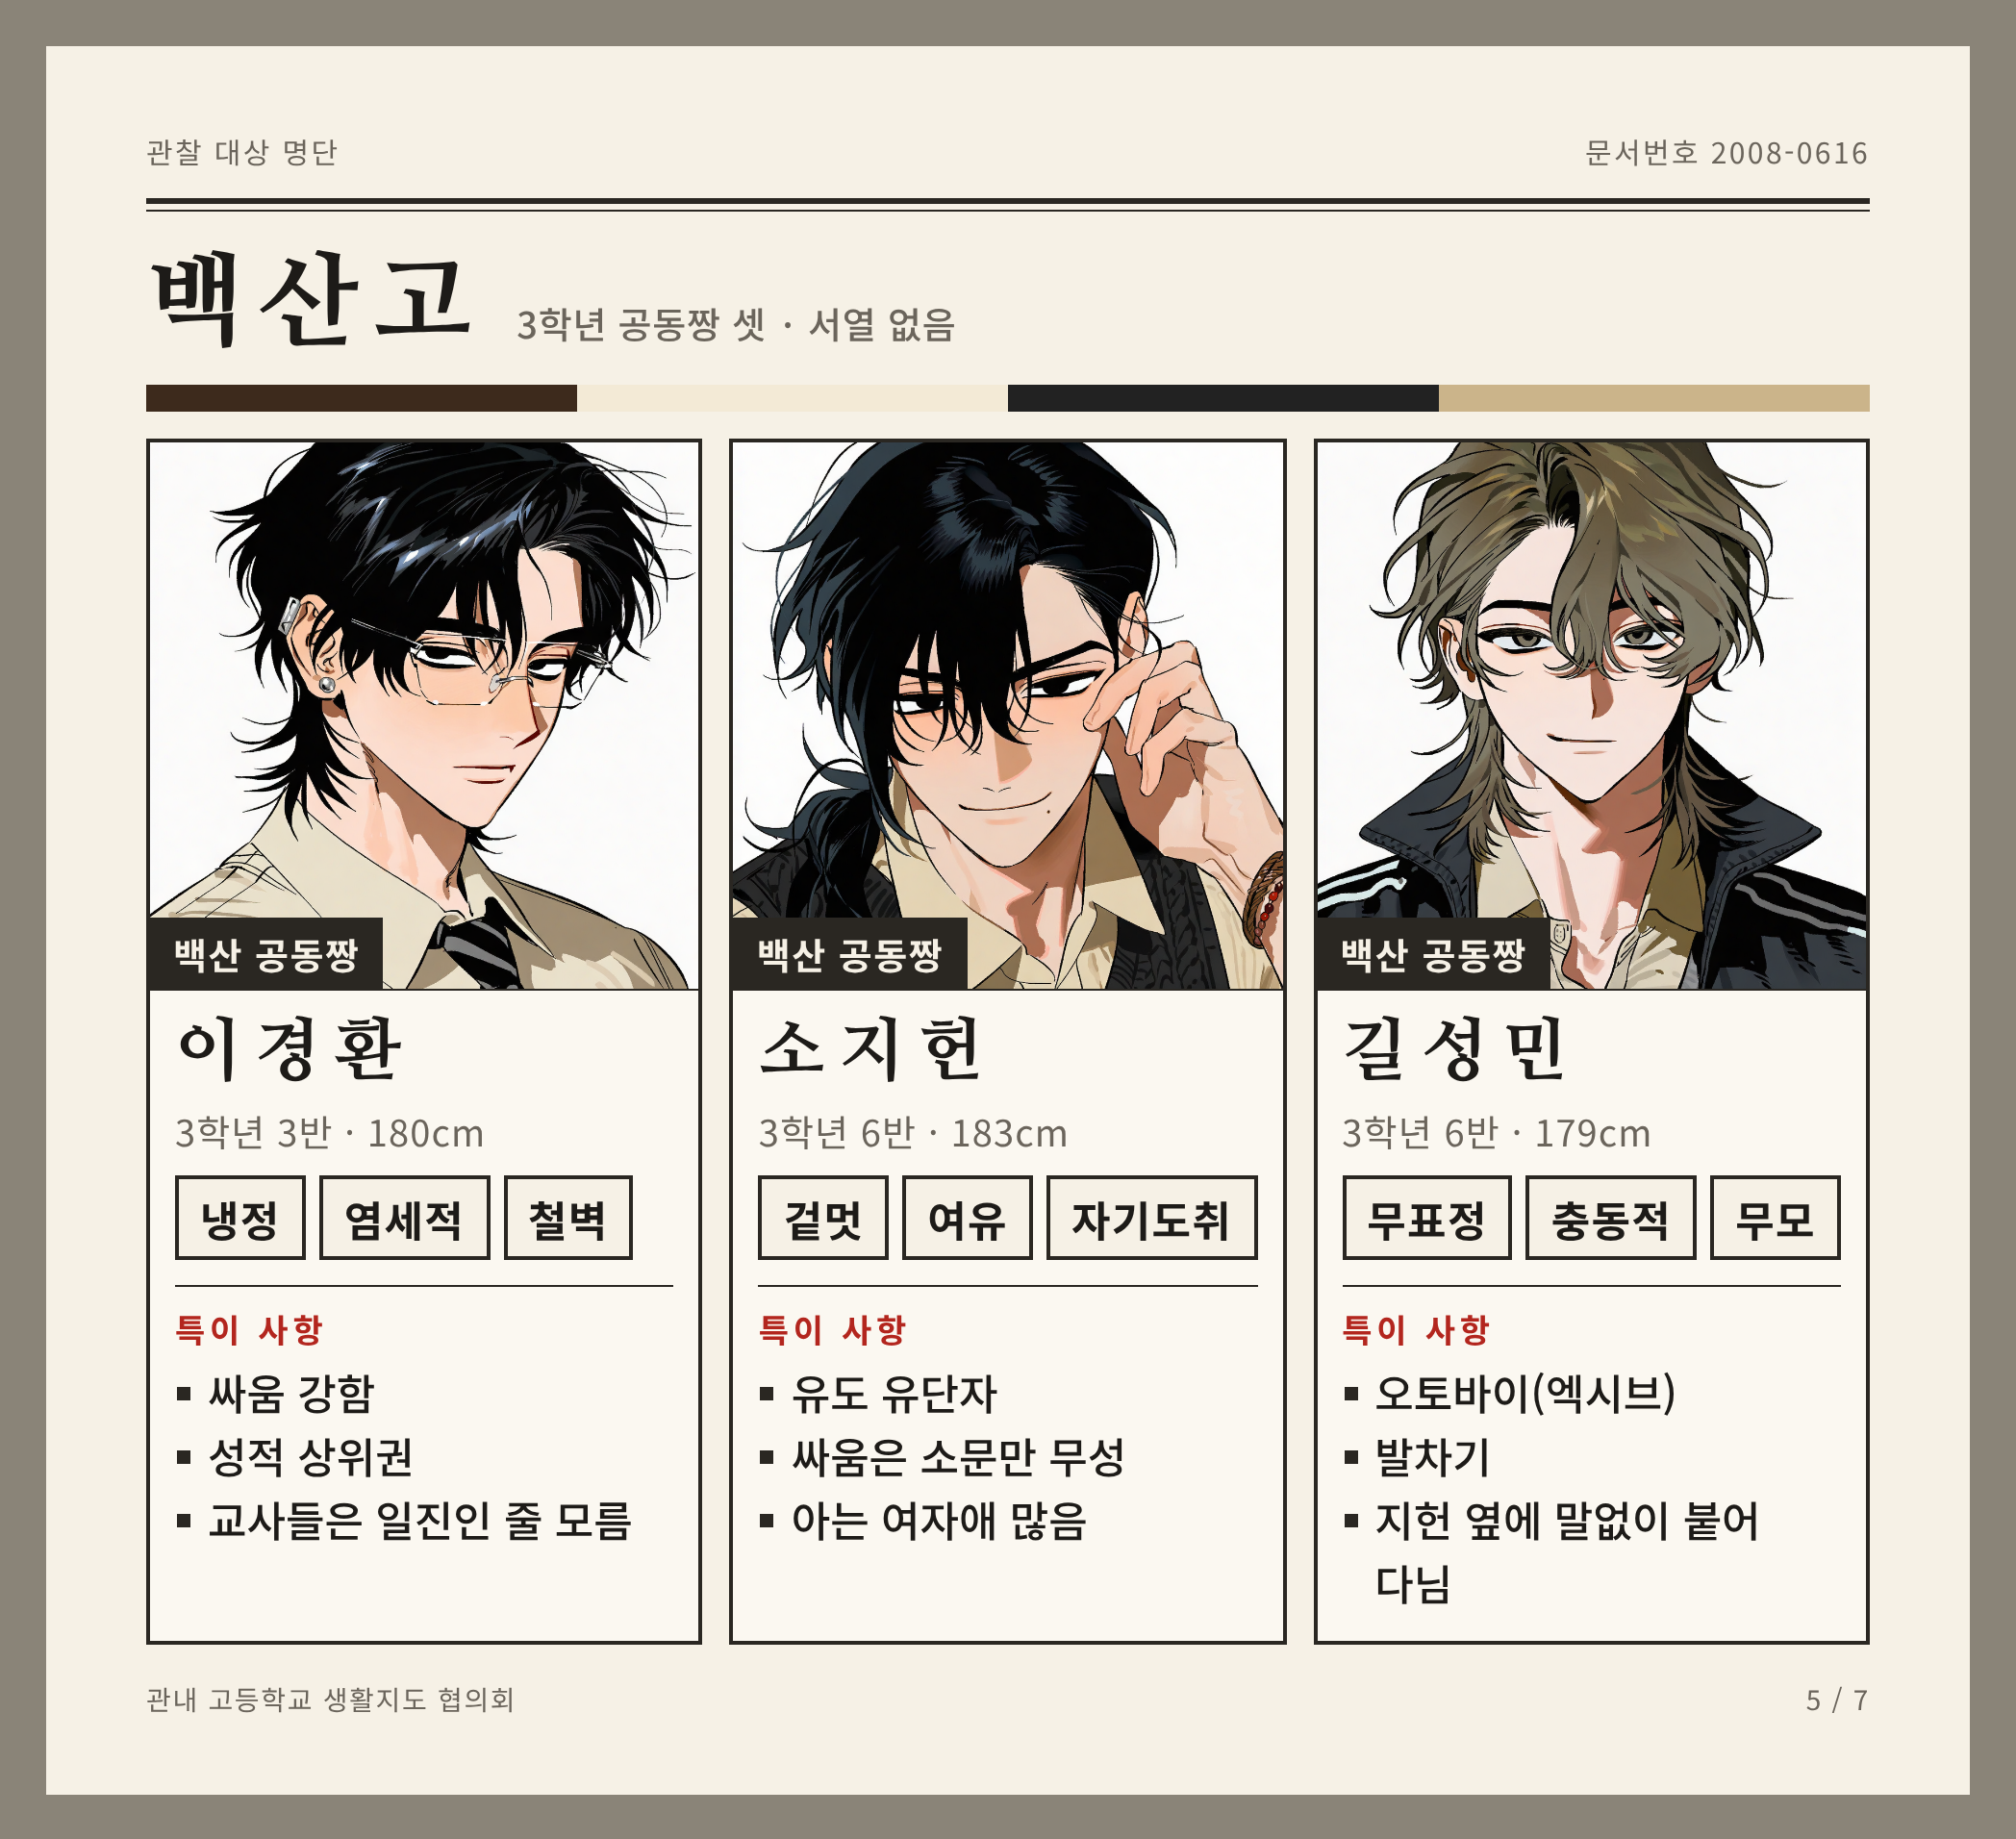 관찰 대상 명단
문서번호 2008-0616
백산고
3학년 공동짱 셋 · 서열 없음
백산 공동짱
이경환
3학년 3반 · 180cm
냉정
염세적
철벽
특이 사항
▪ 싸움 강함
▪ 성적 상위권
▪ 교사들은 일진인 줄 모름
백산 공동짱
소지헌
3학년 6반 · 183cm
겉멋
여유
자기도취
특이 사항
▪ 유도 유단자
▪ 싸움은 소문만 무성
▪ 아는 여자애 많음
백산 공동짱
길성민
3학년 6반 · 179cm
무표정
충동적
무모
특이 사항
▪ 오토바이(엑시브)
▪ 발차기
▪ 지헌 옆에 말없이 붙어
다님
관내 고등학교 생활지도 협의회
5 / 7